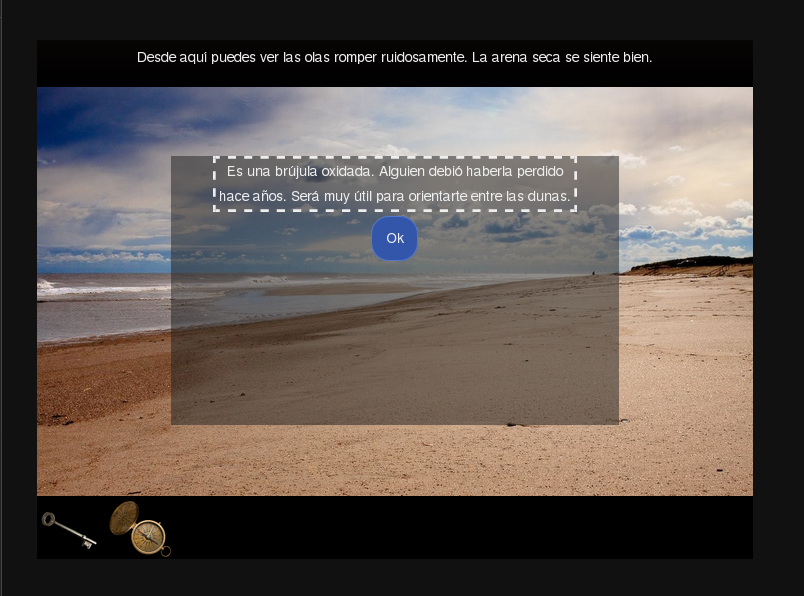 Desde aquí puedes ver las olas romper ruidosamente. La arena seca se siente bien.
Es una brújula oxidada. Alguien debió haberla perdido
hace años. Será muy útil para orientarte entre las dunas.
Ok